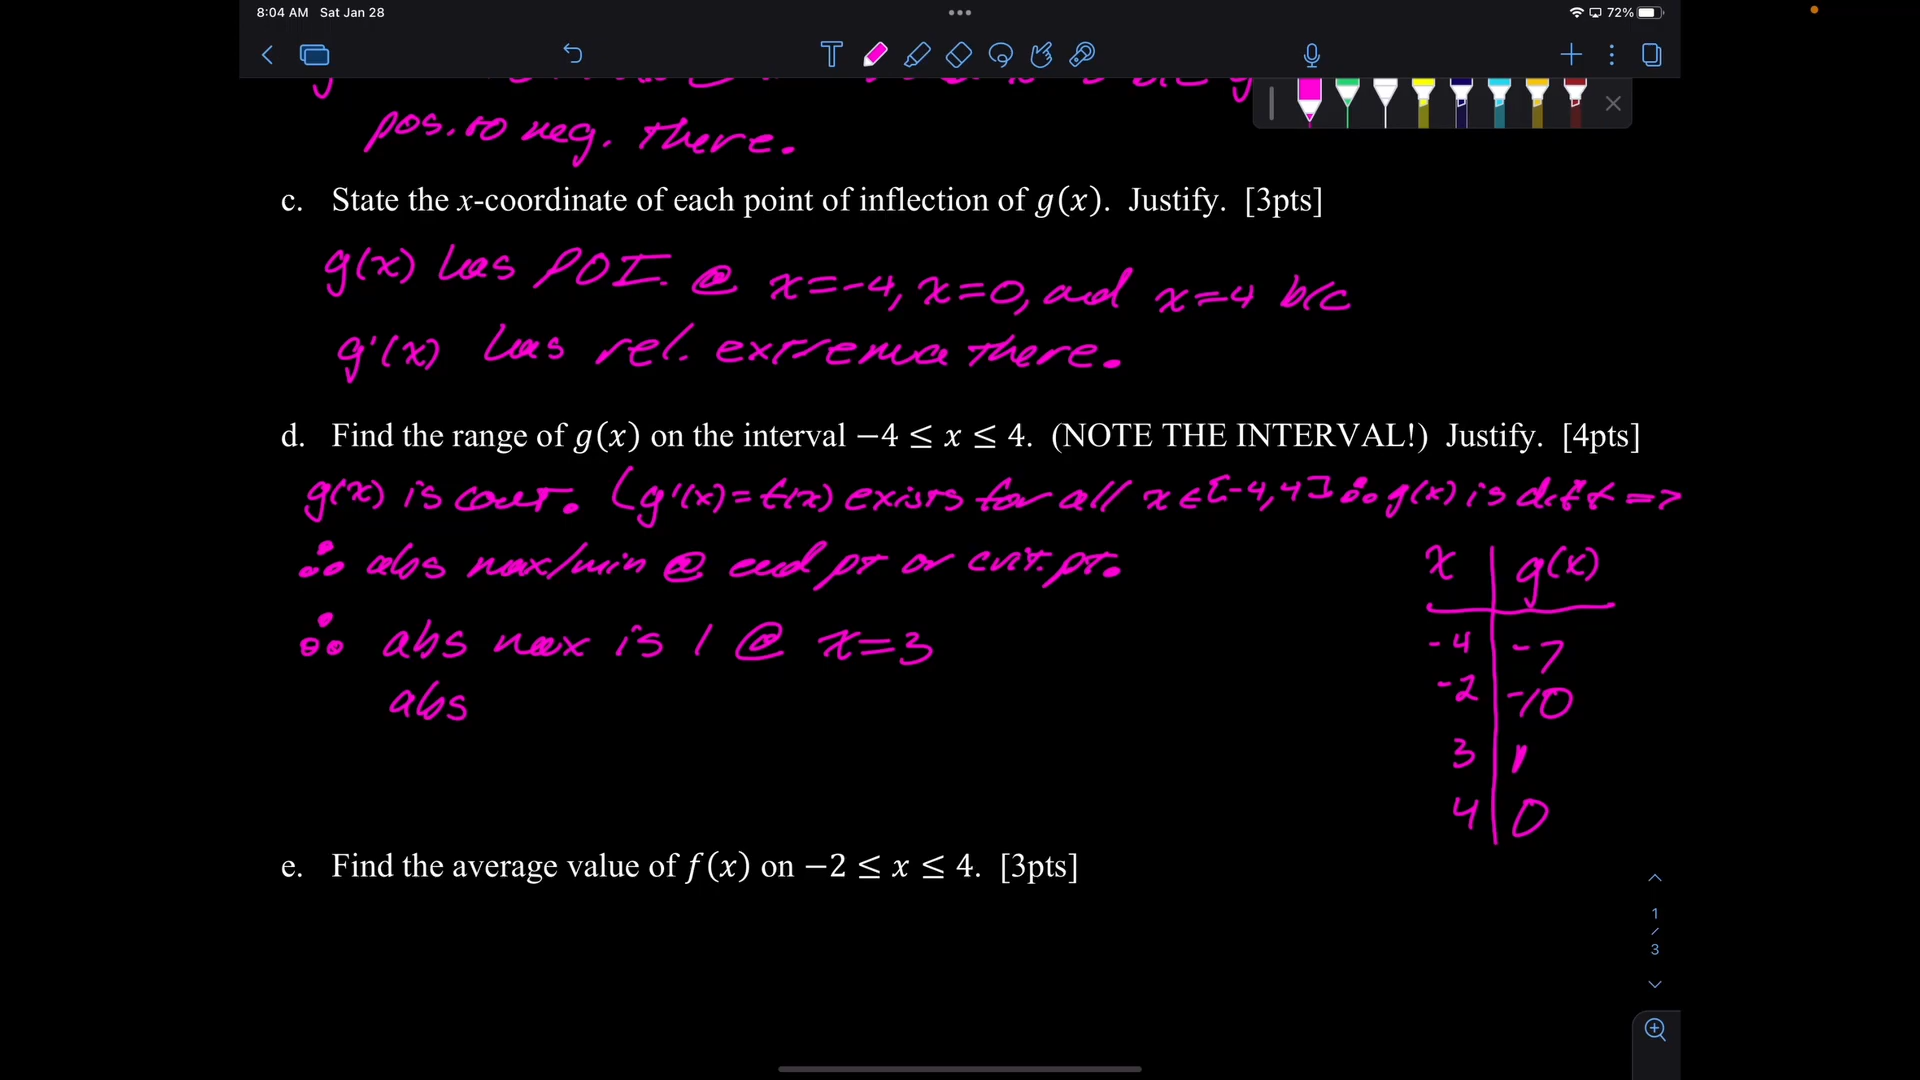 8:04 AM Sat Jan 28
72%
pos. to neg. there.
c. State the x-coordinate of each point of inflection of g(x). Justify. [3pts]
g(x) has P.O.I. @ x=-4, x=0, and x=4 b/c
g'(x) has rel. extrema there.
d. Find the range of g(x) on the interval −4 ≤ x ≤ 4. (NOTE THE INTERVAL!) Justify. [4pts]
g(x) is cont. (g'(x)=f(x) exists for all x∈[-4,4] ∴ g(x) is diff =>
∴ abs max/min @ end pt or crit. pt.
∴ abs max is 1 @ x=3
abs
x | g(x)
-4 | -7
-2 | -10
3 | 1
4 | 0
e. Find the average value of f(x) on −2 ≤ x ≤ 4. [3pts]
1
/
3